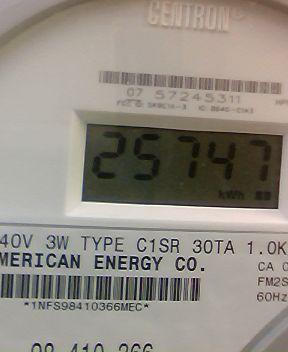 CENTRON®
07 57245311
25747
kWh
40V 3W TYPE C1SR 30TA 1.0K
MERICAN ENERGY CO.
CA 0
FM2S
60Hz
*1NFS98410366MEC*
98 410 366